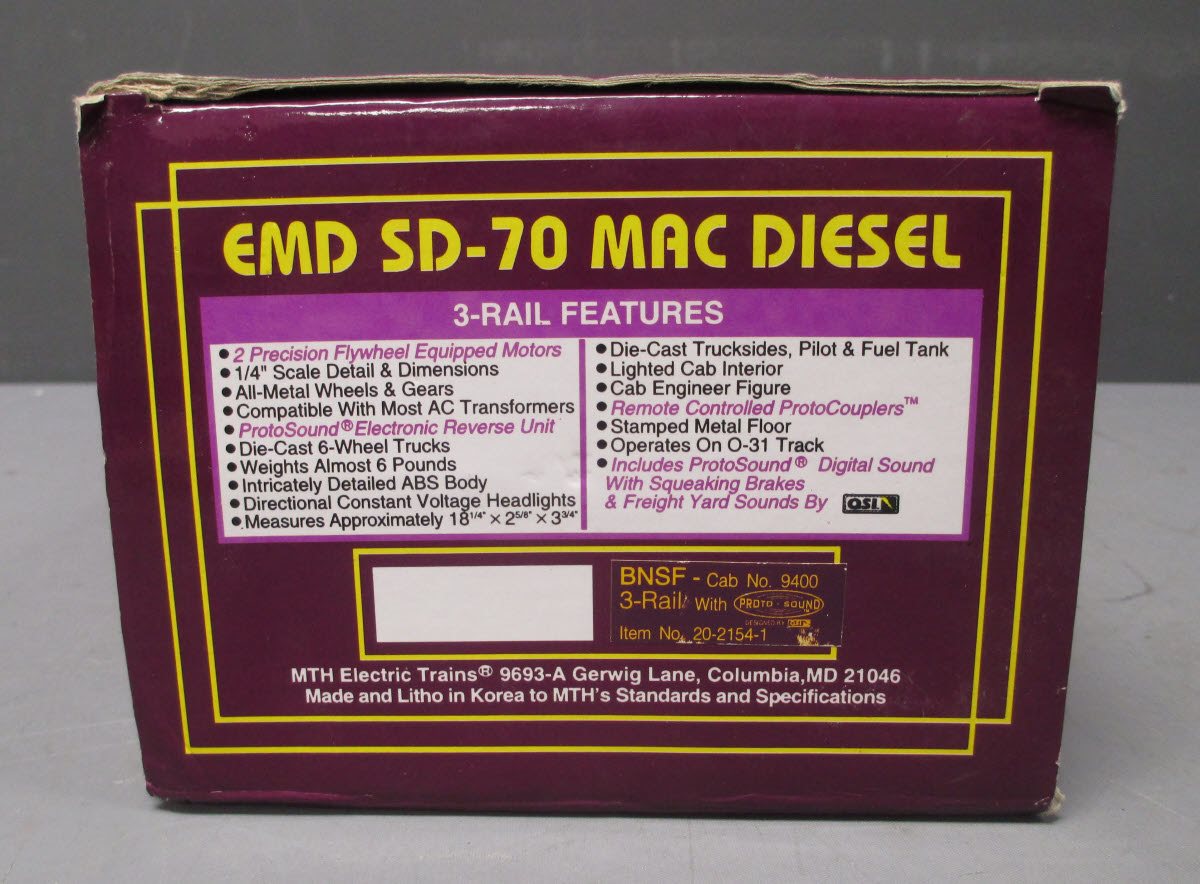 EMD SD-70 MAC DIESEL
3-RAIL FEATURES
• 2 Precision Flywheel Equipped Motors
• 1/4" Scale Detail & Dimensions
• All-Metal Wheels & Gears
• Compatible With Most AC Transformers
• ProtoSound® Electronic Reverse Unit
• Die-Cast 6-Wheel Trucks
• Weights Almost 6 Pounds
• Intricately Detailed ABS Body
• Directional Constant Voltage Headlights
• Measures Approximately 18 1/4" × 2 5/8" × 3 3/4"
• Die-Cast Trucksides, Pilot & Fuel Tank
• Lighted Cab Interior
• Cab Engineer Figure
• Remote Controlled ProtoCouplers™
• Stamped Metal Floor
• Operates On O-31 Track
• Includes ProtoSound® Digital Sound
With Squeaking Brakes
& Freight Yard Sounds By QSI
BNSF - Cab No. 9400
3-Rail With PROTO-SOUND™
DESIGNED BY QSI
Item No. 20-2154-1
MTH Electric Trains® 9693-A Gerwig Lane, Columbia, MD 21046
Made and Litho in Korea to MTH's Standards and Specifications